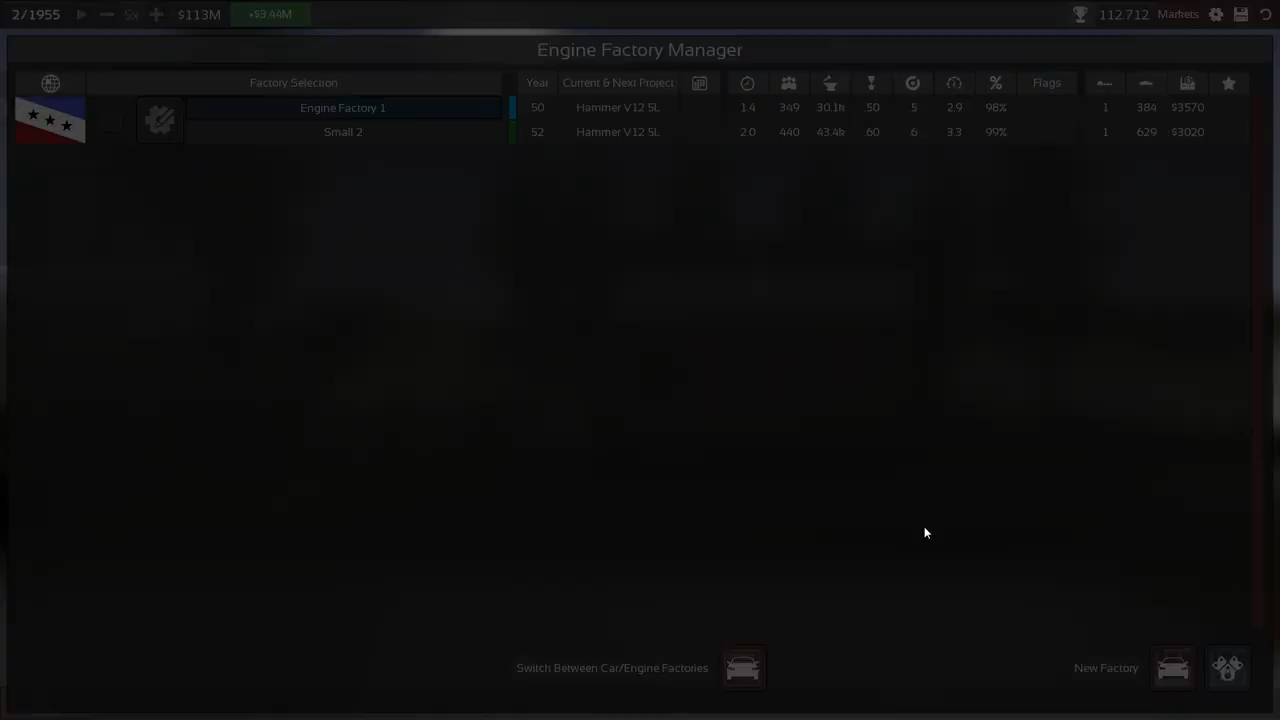 2/1955 5x $113M +$3.44M 112.712 Markets
Engine Factory Manager
Factory Selection Year Current & Next Project % Flags
Engine Factory 1 50 Hammer V12 5L 1.4 349 30.1k .50 5 2.9 98% 1 384 $3570
Small 2 52 Hammer V12 5L 2.0 440 43.4k .60 .6 3.3 99% 1 629 $3020
Switch Between Car/Engine Factories New Factory